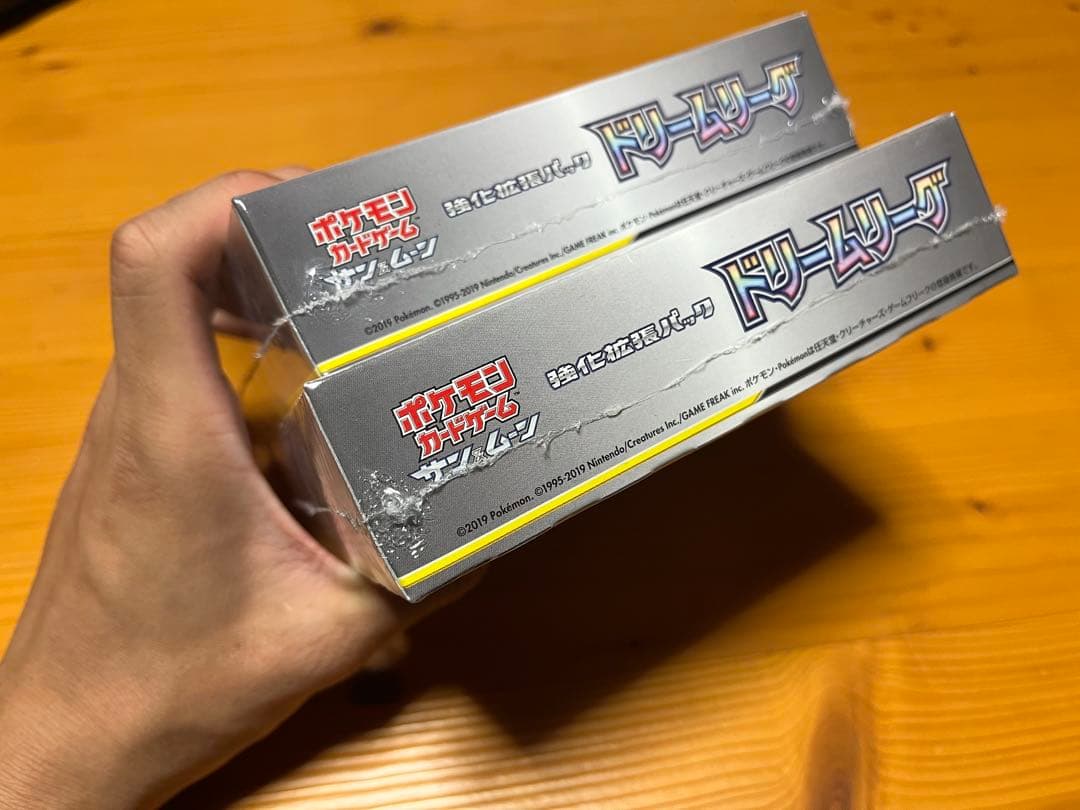 ポケモン
カードゲーム
サン&ムーン
強化拡張パック
ドリームリーグ
©2019 Pokémon. ©1995-2019 Nintendo/Creatures Inc./GAME FREAK inc. ポケモン・Pokémonは任天堂・クリーチャーズ・ゲームフリークの登録商標です。
ポケモン
カードゲーム
サン&ムーン
強化拡張パック
ドリームリーグ
©2019 Pokémon. ©1995-2019 Nintendo/Creatures Inc./GAME FREAK inc. ポケモン・Pokémonは任天堂・クリーチャーズ・ゲームフリークの登録商標です。